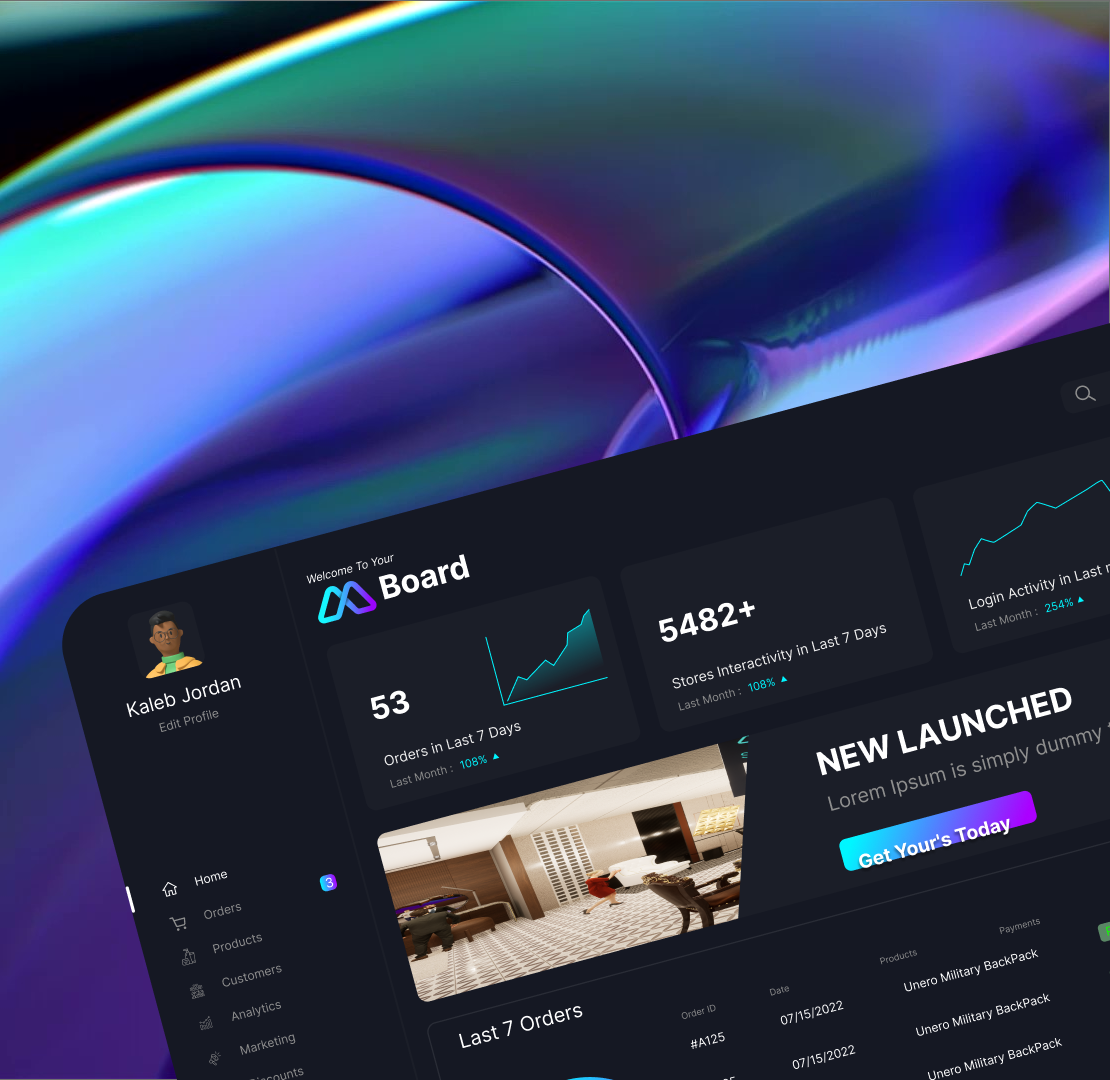 Welcome To Your
Board
Kaleb Jordan
Edit Profile
Home
3
Orders
Products
Customers
Analytics
Marketing
53
Orders in Last 7 Days
Last Month : 108% ▲
5482+
Stores Interactivity in Last 7 Days
Last Month : 108% ▲
Login Activity in Last
Last Month : 254% ▲
NEW LAUNCHED
Lorem Ipsum is simply dummy
Get Your's Today
Last 7 Orders
Order ID Date Products Payments
#A125 07/15/2022 Unero Military BackPack
07/15/2022 Unero Military BackPack
Unero Military BackPack